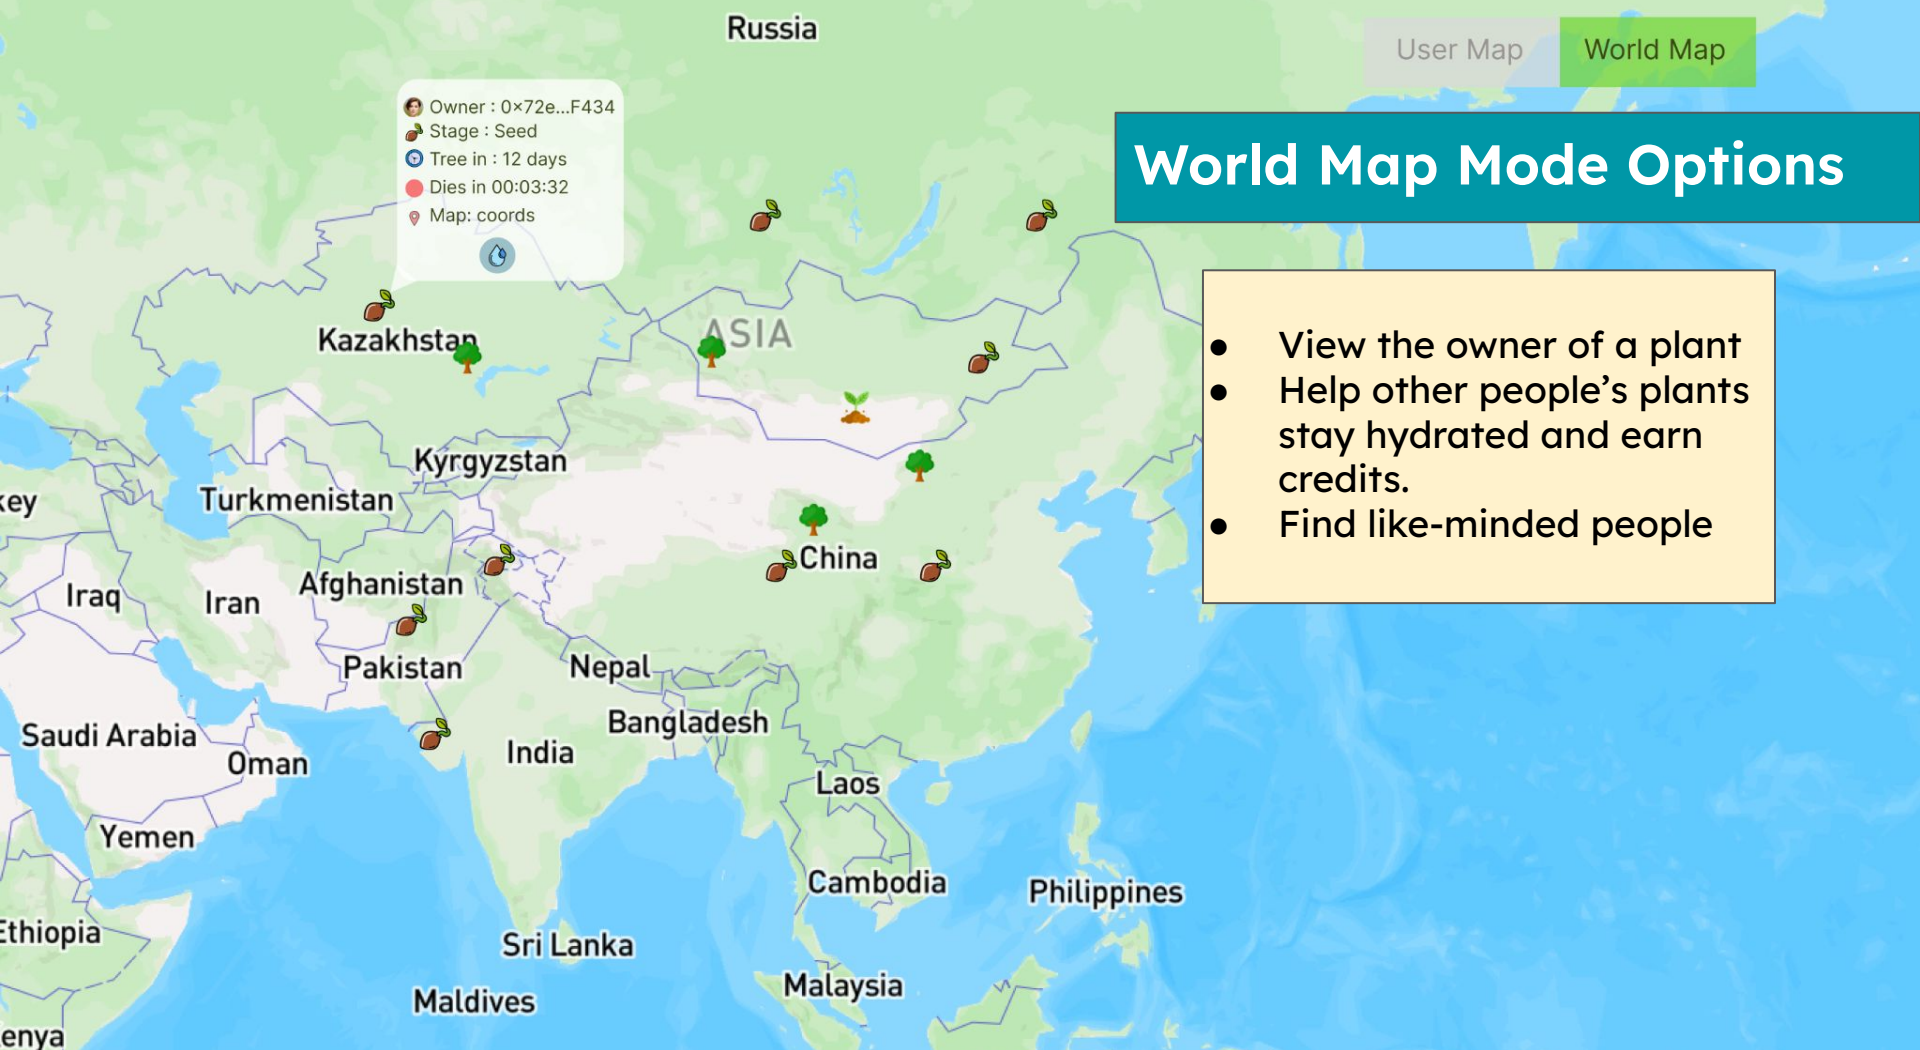 Russia
User Map
World Map
Owner : 0×72e...F434
Stage : Seed
Tree in : 12 days
Dies in 00:03:32
Map: coords
World Map Mode Options
Kazakhstan
ASIA
● View the owner of a plant
● Help other people’s plants
stay hydrated and earn
credits.
● Find like-minded people
Kyrgyzstan
Turkmenistan
key
China
Afghanistan
Iraq
Iran
Pakistan
Nepal
Bangladesh
Saudi Arabia
India
Oman
Laos
Yemen
Cambodia
Philippines
Ethiopia
Sri Lanka
Malaysia
Maldives
enya